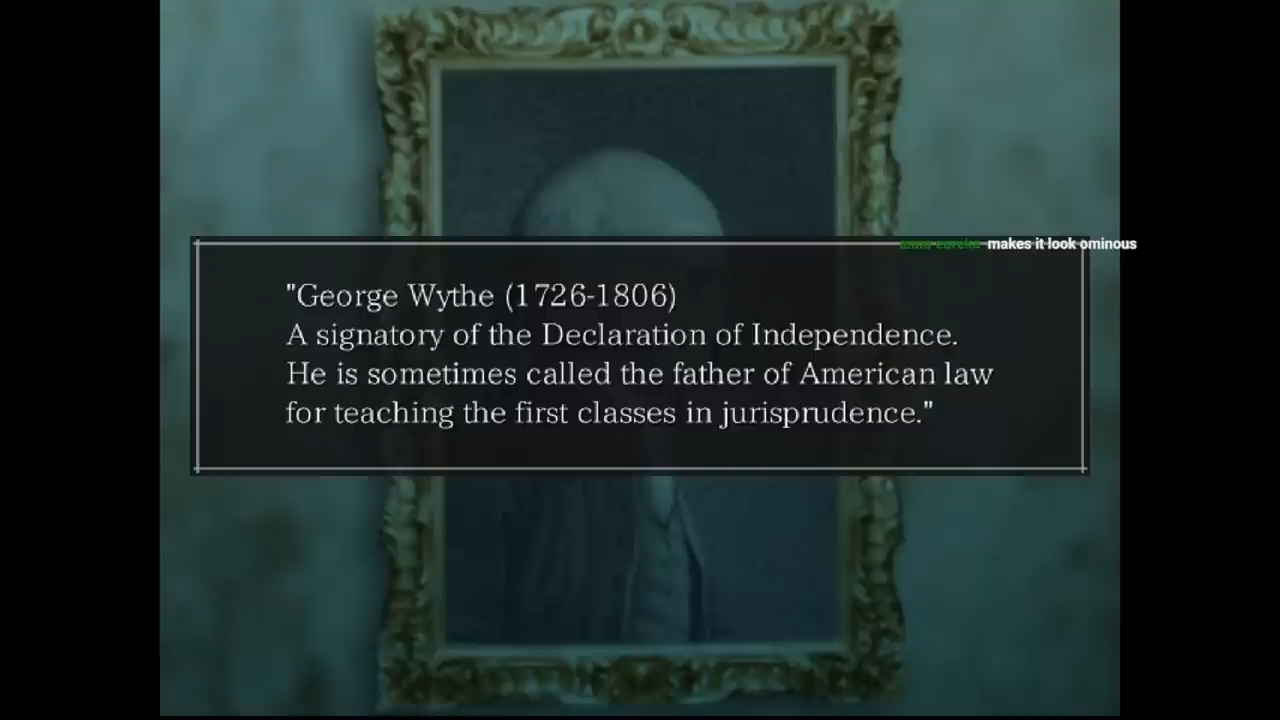 makes it look ominous
"George Wythe (1726-1806)
A signatory of the Declaration of Independence.
He is sometimes called the father of American law
for teaching the first classes in jurisprudence."